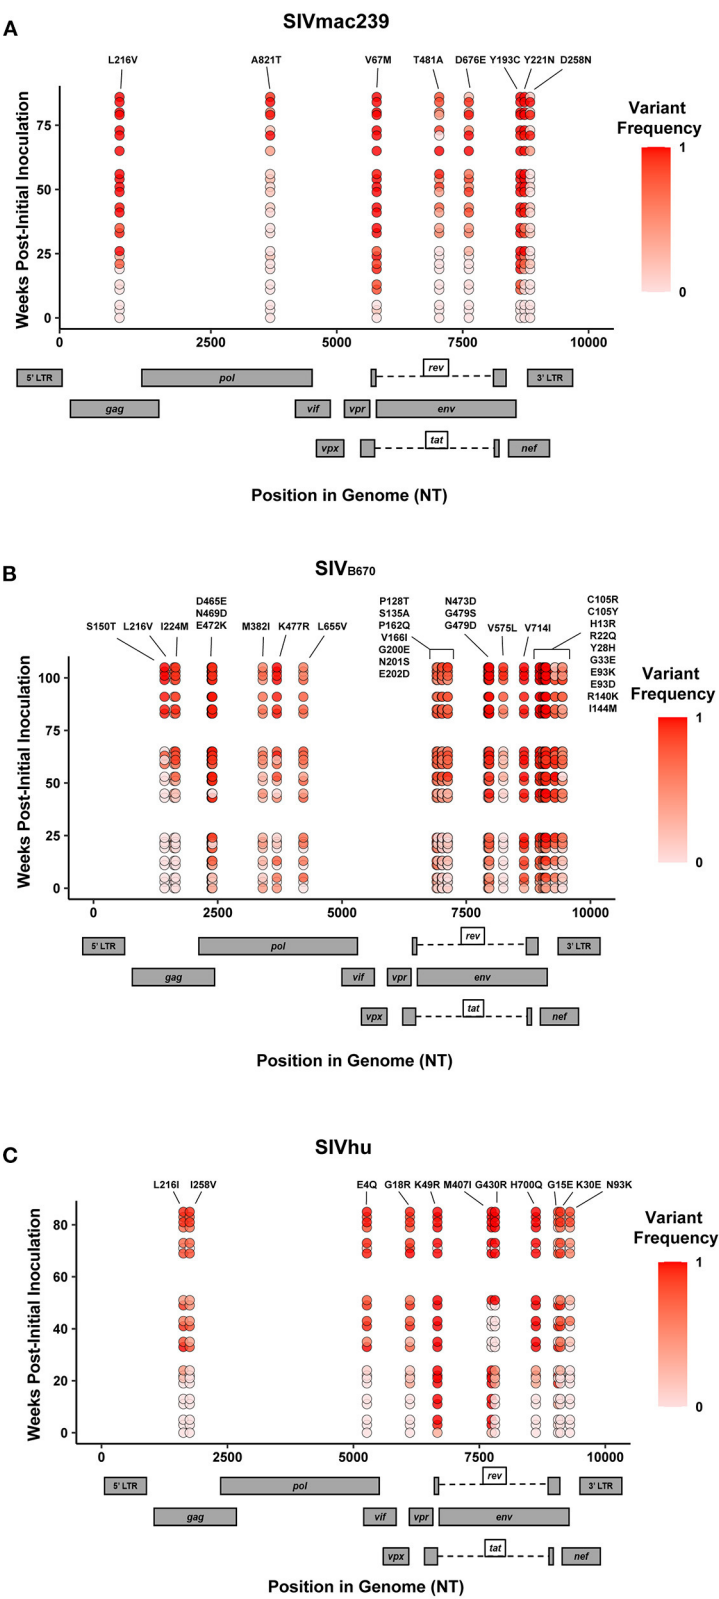 A
SIVmac239
L216V A821T V67M T481A D676E Y193C Y221N D258N
Weeks Post-Initial Inoculation
75
50
25
0
0 2500 5000 7500 10000
Variant
Frequency
1
0
5' LTR pol rev 3' LTR
gag vif vpr env
vpx tat nef
Position in Genome (NT)
B
SIVB670
S150T L216V I224M
D465E
N469D
E472K
M382I K477R L655V
P128T
S135A
P162Q
V166I
G200E
N201S
E202D
N473D
G479S
G479D
V575L V714I
C105R
C105Y
H13R
R22Q
Y28H
G33E
E93K
E93D
R140K
I144M
Weeks Post-Initial Inoculation
100
75
50
25
0
0 2500 5000 7500 10000
Variant
Frequency
1
0
5' LTR pol rev 3' LTR
gag vif vpr env
vpx tat nef
Position in Genome (NT)
C
SIVhu
L216I I258V E4Q G18R K49R M407I G430R H700Q G15E K30E N93K
Weeks Post-Initial Inoculation
80
60
40
20
0
0 2500 5000 7500 10000
Variant
Frequency
1
0
5' LTR pol rev 3' LTR
gag vif vpr env
vpx tat nef
Position in Genome (NT)